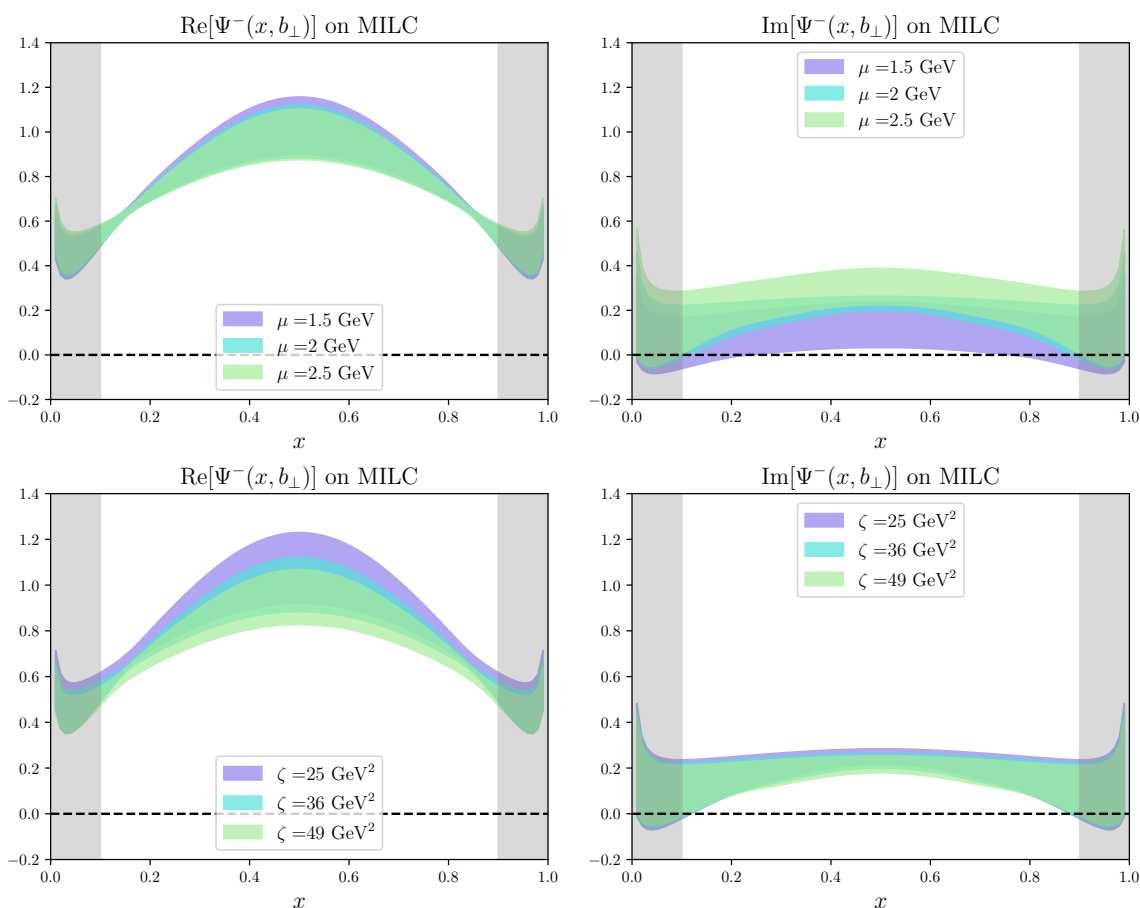 Re[Ψ⁻(x, b⊥)] on MILC
1.4
1.2
1.0
0.8
0.6
0.4
0.2
0.0
−0.2
μ =1.5 GeV
μ =2 GeV
μ =2.5 GeV
0.0 0.2 0.4 0.6 0.8 1.0
x
Im[Ψ⁻(x, b⊥)] on MILC
1.4
1.2
1.0
0.8
0.6
0.4
0.2
0.0
−0.2
μ =1.5 GeV
μ =2 GeV
μ =2.5 GeV
0.0 0.2 0.4 0.6 0.8 1.0
x
Re[Ψ⁻(x, b⊥)] on MILC
1.4
1.2
1.0
0.8
0.6
0.4
0.2
0.0
−0.2
ζ =25 GeV²
ζ =36 GeV²
ζ =49 GeV²
0.0 0.2 0.4 0.6 0.8 1.0
x
Im[Ψ⁻(x, b⊥)] on MILC
1.4
1.2
1.0
0.8
0.6
0.4
0.2
0.0
−0.2
ζ =25 GeV²
ζ =36 GeV²
ζ =49 GeV²
0.0 0.2 0.4 0.6 0.8 1.0
x